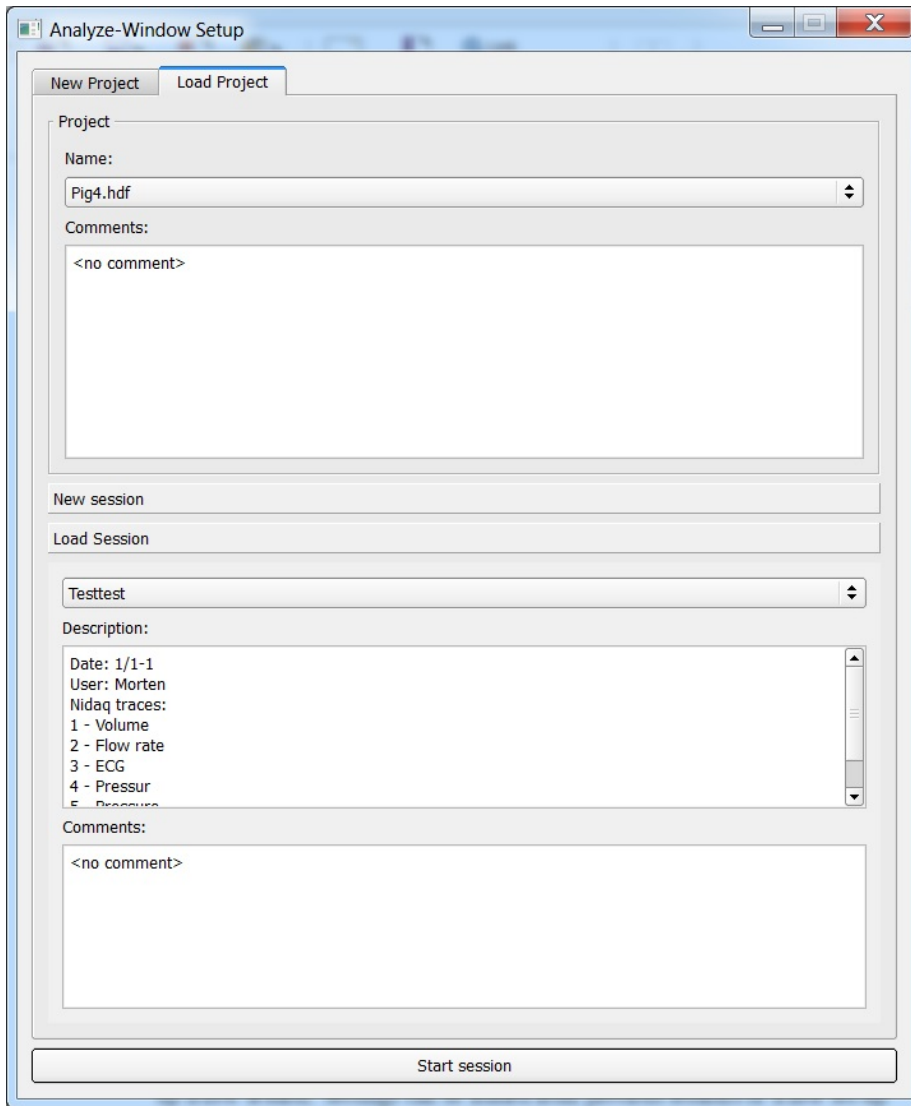 Analyze-Window Setup
New Project
Load Project
Project
Name:
Pig4.hdf
Comments:
<no comment>
New session
Load Session
Testtest
Description:
Date: 1/1-1
User: Morten
Nidaq traces:
1 - Volume
2 - Flow rate
3 - ECG
4 - Pressur
5 - Pressure
Comments:
<no comment>
Start session